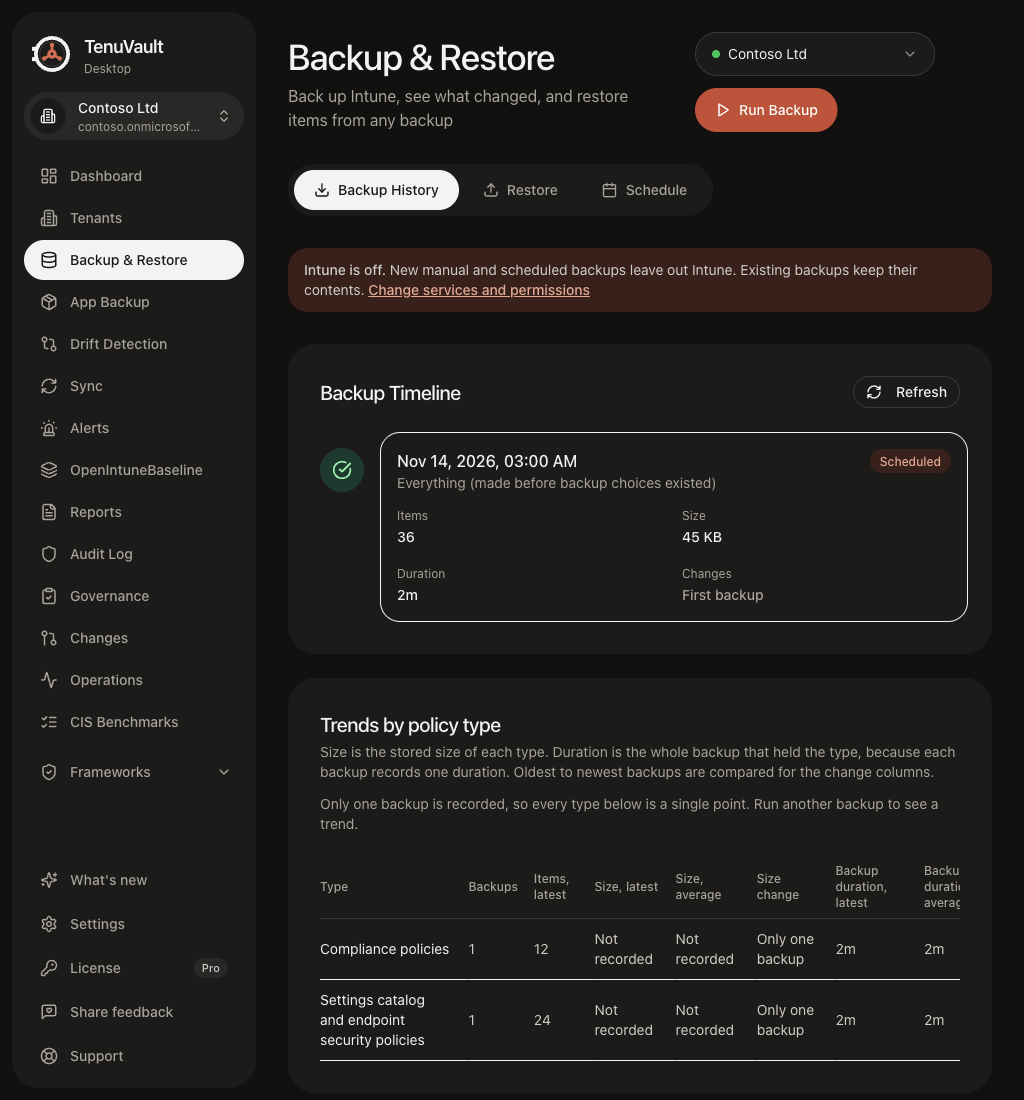 TenuVault
Desktop
Contoso Ltd
contoso.onmicrosof...
Dashboard
Tenants
Backup & Restore
App Backup
Drift Detection
Sync
Alerts
OpenIntuneBaseline
Reports
Audit Log
Governance
Changes
Operations
CIS Benchmarks
Frameworks
What's new
Settings
License
Pro
Share feedback
Support
Backup & Restore
Back up Intune, see what changed, and restore
items from any backup
Contoso Ltd
Run Backup
Backup History
Restore
Schedule
Intune is off. New manual and scheduled backups leave out Intune. Existing backups keep their
contents. Change services and permissions
Backup Timeline
Refresh
Nov 14, 2026, 03:00 AM
Scheduled
Everything (made before backup choices existed)
Items
Size
36
45 KB
Duration
Changes
2m
First backup
Trends by policy type
Size is the stored size of each type. Duration is the whole backup that held the type, because each
backup records one duration. Oldest to newest backups are compared for the change columns.
Only one backup is recorded, so every type below is a single point. Run another backup to see a
trend.
Type
Backups
Items,
latest
Size, latest
Size,
average
Size
change
Backup
duration,
latest
Compliance policies
1
12
Not
recorded
Not
recorded
Only one
backup
2m
2m
Settings catalog
and endpoint
security policies
1
24
Not
recorded
Not
recorded
Only one
backup
2m
2m